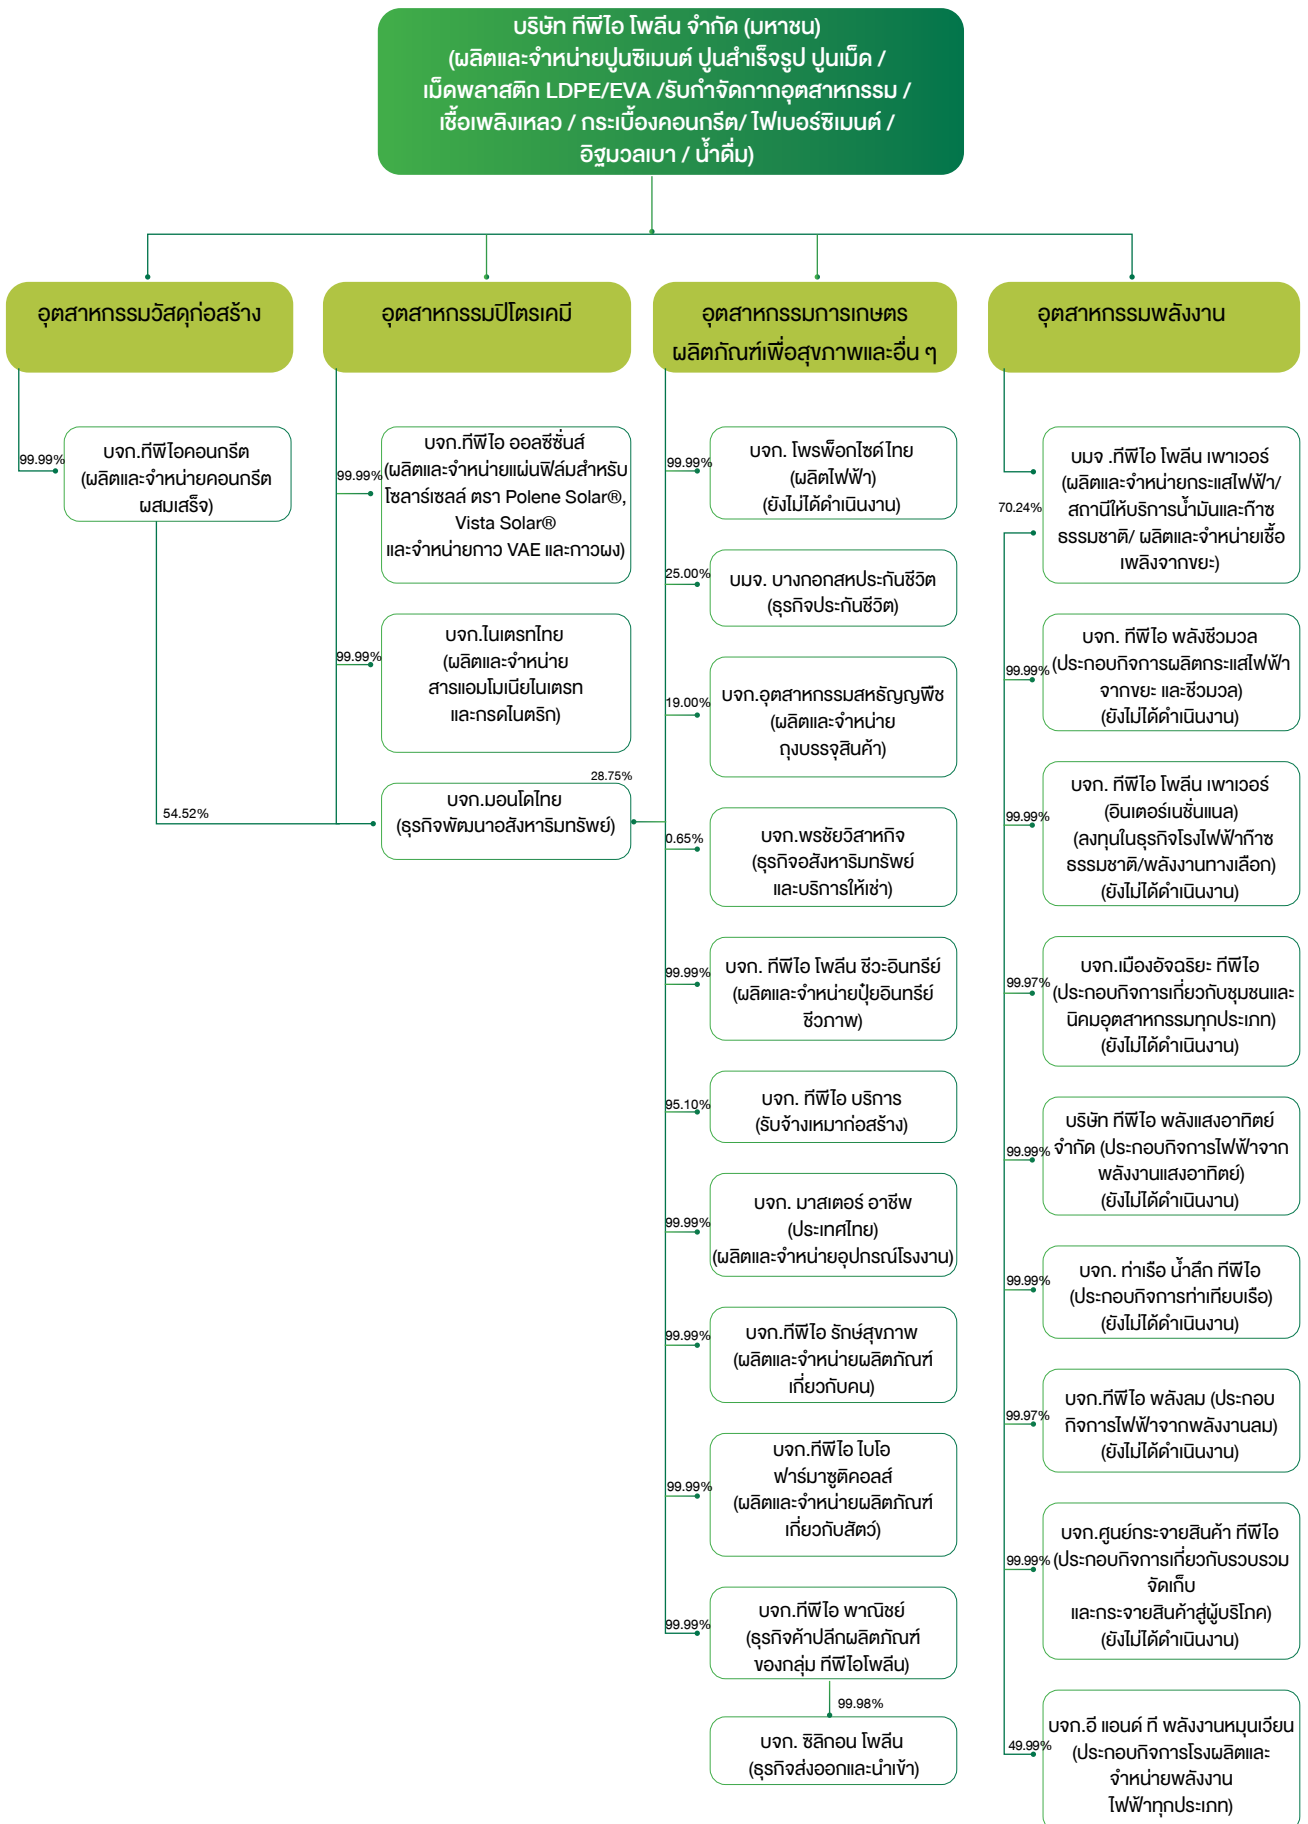 บริษัท ทีพีไอ โพลีน จำกัด (มหาชน)
(ผลิตและจำหน่ายปูนซิเมนต์ ปูนสำเร็จรูป ปูนเม็ด /
เม็ดพลาสติก LDPE/EVA /รับกำจัดกากอุตสาหกรรม /
เชื้อเพลิงเหลว / กระเบื้องคอนกรีต/ ไฟเบอร์ซิเมนต์ /
อิฐมวลเบา / น้ำดื่ม)
อุตสาหกรรมวัสดุก่อสร้าง
99.99%
บจก.ทีพีไอคอนกรีต
(ผลิตและจำหน่ายคอนกรีต
ผสมเสร็จ)
54.52%
อุตสาหกรรมปิโตรเคมี
99.99%
บจก.ทีพีไอ ออลซีซั่นส์
(ผลิตและจำหน่ายแผ่นฟิล์มสำหรับ
โซลาร์เซลล์ ตรา Polene Solar®,
Vista Solar®
และจำหน่ายกาว VAE และกาวผง)
99.99%
บจก.ไนเตรทไทย
(ผลิตและจำหน่าย
สารแอมโมเนียไนเตรท
และกรดไนตริก)
28.75%
บจก.มอนโดไทย
(ธุรกิจพัฒนาอสังหาริมทรัพย์)
อุตสาหกรรมการเกษตร
ผลิตภัณฑ์เพื่อสุขภาพและอื่น ๆ
99.99%
บจก. โพรพ็อกไซด์ไทย
(ผลิตไฟฟ้า)
(ยังไม่ได้ดำเนินงาน)
25.00%
บมจ. บางกอกสหประกันชีวิต
(ธุรกิจประกันชีวิต)
19.00%
บจก.อุตสาหกรรมสหธัญญพืช
(ผลิตและจำหน่าย
ถุงบรรจุสินค้า)
0.65%
บจก.พรชัยวิสาหกิจ
(ธุรกิจอสังหาริมทรัพย์
และบริการให้เช่า)
99.99%
บจก. ทีพีไอ โพลีน ชีวะอินทรีย์
(ผลิตและจำหน่ายปุ๋ยอินทรีย์
ชีวภาพ)
95.10%
บจก. ทีพีไอ บริการ
(รับจ้างเหมาก่อสร้าง)
99.99%
บจก. มาสเตอร์ อาชีพ
(ประเทศไทย)
(ผลิตและจำหน่ายอุปกรณ์โรงงาน)
99.99%
บจก.ทีพีไอ รักษ์สุขภาพ
(ผลิตและจำหน่ายผลิตภัณฑ์
เกี่ยวกับคน)
99.99%
บจก.ทีพีไอ ไบโอ
ฟาร์มาซูติคอลส์
(ผลิตและจำหน่ายผลิตภัณฑ์
เกี่ยวกับสัตว์)
99.99%
บจก.ทีพีไอ พาณิชย์
(ธุรกิจค้าปลีกผลิตภัณฑ์
ของกลุ่ม ทีพีไอโพลีน)
99.98%
บจก. ซิลิกอน โพลีน
(ธุรกิจส่งออกและนำเข้า)
อุตสาหกรรมพลังงาน
70.24%
บมจ .ทีพีไอ โพลีน เพาเวอร์
(ผลิตและจำหน่ายกระแสไฟฟ้า/
สถานีให้บริการน้ำมันและก๊าซ
ธรรมชาติ/ ผลิตและจำหน่ายเชื้อ
เพลิงจากขยะ)
99.99%
บจก. ทีพีไอ พลังชีวมวล
(ประกอบกิจการผลิตกระแสไฟฟ้า
จากขยะ และชีวมวล)
(ยังไม่ได้ดำเนินงาน)
99.99%
บจก. ทีพีไอ โพลีน เพาเวอร์
(อินเตอร์เนชั่นแนล)
(ลงทุนในธุรกิจโรงไฟฟ้าก๊าซ
ธรรมชาติ/พลังงานทางเลือก)
(ยังไม่ได้ดำเนินงาน)
99.97%
บจก.เมืองอัจฉริยะ ทีพีไอ
(ประกอบกิจการเกี่ยวกับชุมชนและ
นิคมอุตสาหกรรมทุกประเภท)
(ยังไม่ได้ดำเนินงาน)
99.99%
บริษัท ทีพีไอ พลังแสงอาทิตย์
จำกัด (ประกอบกิจการไฟฟ้าจาก
พลังงานแสงอาทิตย์)
(ยังไม่ได้ดำเนินงาน)
99.99%
บจก. ท่าเรือ น้ำลึก ทีพีไอ
(ประกอบกิจการท่าเทียบเรือ)
(ยังไม่ได้ดำเนินงาน)
99.97%
บจก.ทีพีไอ พลังลม (ประกอบ
กิจการไฟฟ้าจากพลังงานลม)
(ยังไม่ได้ดำเนินงาน)
99.99%
บจก.ศูนย์กระจายสินค้า ทีพีไอ
(ประกอบกิจการเกี่ยวกับรวบรวม
จัดเก็บ
และกระจายสินค้าสู่ผู้บริโภค)
(ยังไม่ได้ดำเนินงาน)
49.99%
บจก.อี แอนด์ ที พลังงานหมุนเวียน
(ประกอบกิจการโรงผลิตและ
จำหน่ายพลังงาน
ไฟฟ้าทุกประเภท)